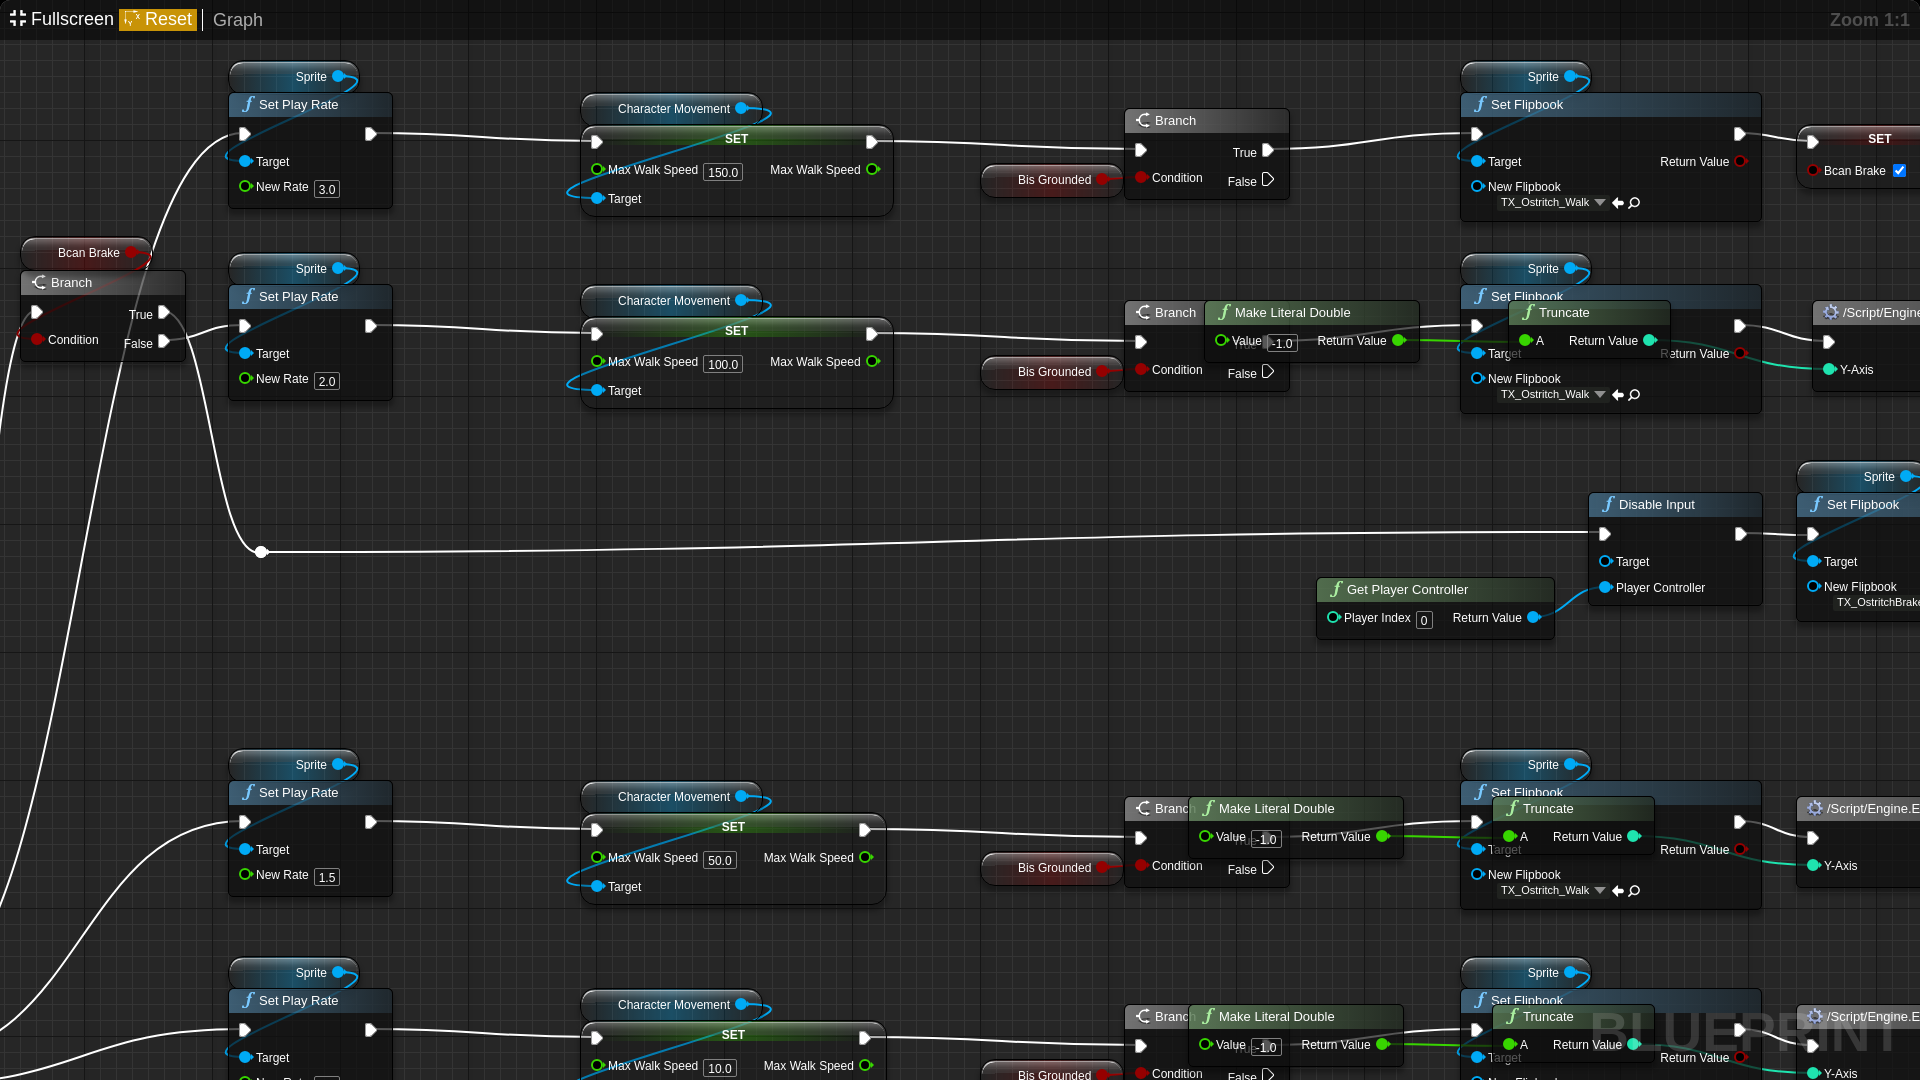 Fullscreen Reset Graph Zoom 1:1
Sprite Sprite
Set Play Rate Character Movement Branch Set Flipbook
SET True SET
Target Max Walk Speed 150.0 Max Walk Speed Bis Grounded Condition False Target Return Value Bcan Brake
New Rate 3.0 Target New Flipbook
TX_Ostritch_Walk
Bcan Brake Sprite Sprite
Branch Set Play Rate Character Movement Branch Make Literal Double Set Flipbook Truncate /Script/Engine
True SET Value -1.0 Return Value A Return Value
Condition False Target Max Walk Speed 100.0 Max Walk Speed Bis Grounded Condition True False Target Return Value Y-Axis
New Rate 2.0 Target New Flipbook
TX_Ostritch_Walk
Sprite
Disable Input Set Flipbook
Target Target
Get Player Controller Player Controller New Flipbook
Player Index 0 Return Value TX_OstritchBrake
Sprite Sprite
Set Play Rate Character Movement Branch Make Literal Double Set Flipbook Truncate /Script/Engine.E
SET Value -1.0 Return Value A Return Value
Target Max Walk Speed 50.0 Max Walk Speed Bis Grounded Condition True False Target Return Value Y-Axis
New Rate 1.5 Target New Flipbook
TX_Ostritch_Walk
Sprite Sprite
Set Play Rate Character Movement Branch Make Literal Double Set Flipbook Truncate /Script/Engine.E
SET Value -1.0 Return Value A Return Value
Target Max Walk Speed 10.0 Max Walk Speed Bis Grounded Condition True False Target Return Value Y-Axis
BLUEPRINT